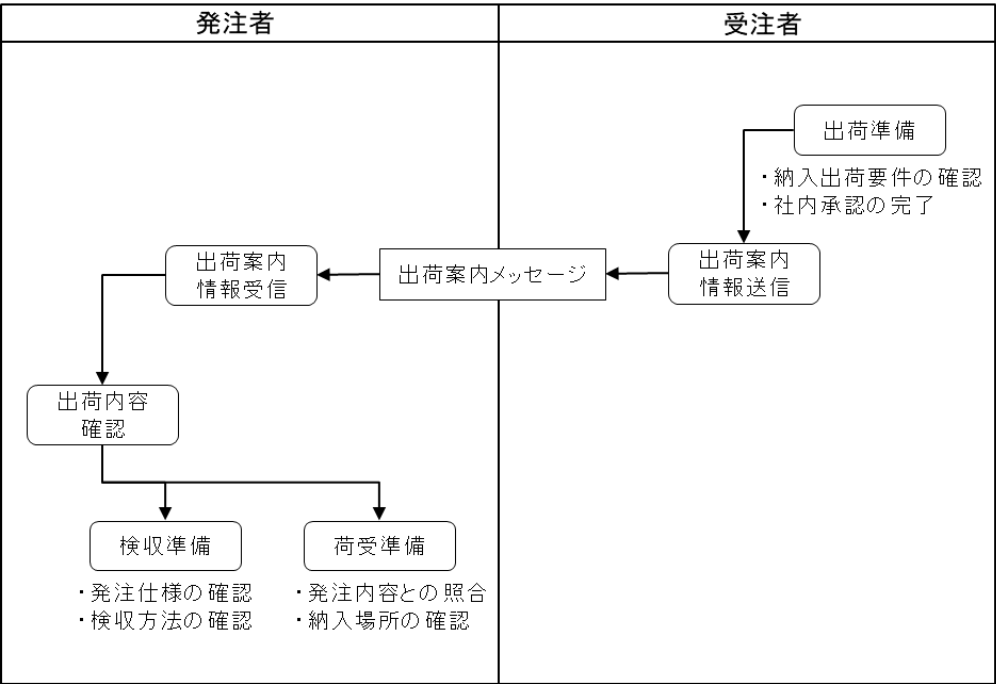 発注者
受注者
出荷準備
・納入出荷要件の確認
・社内承認の完了
出荷案内
情報受信
出荷案内メッセージ
出荷案内
情報送信
出荷内容
確認
検収準備
・発注仕様の確認
・検収方法の確認
荷受準備
・発注内容との照合
・納入場所の確認